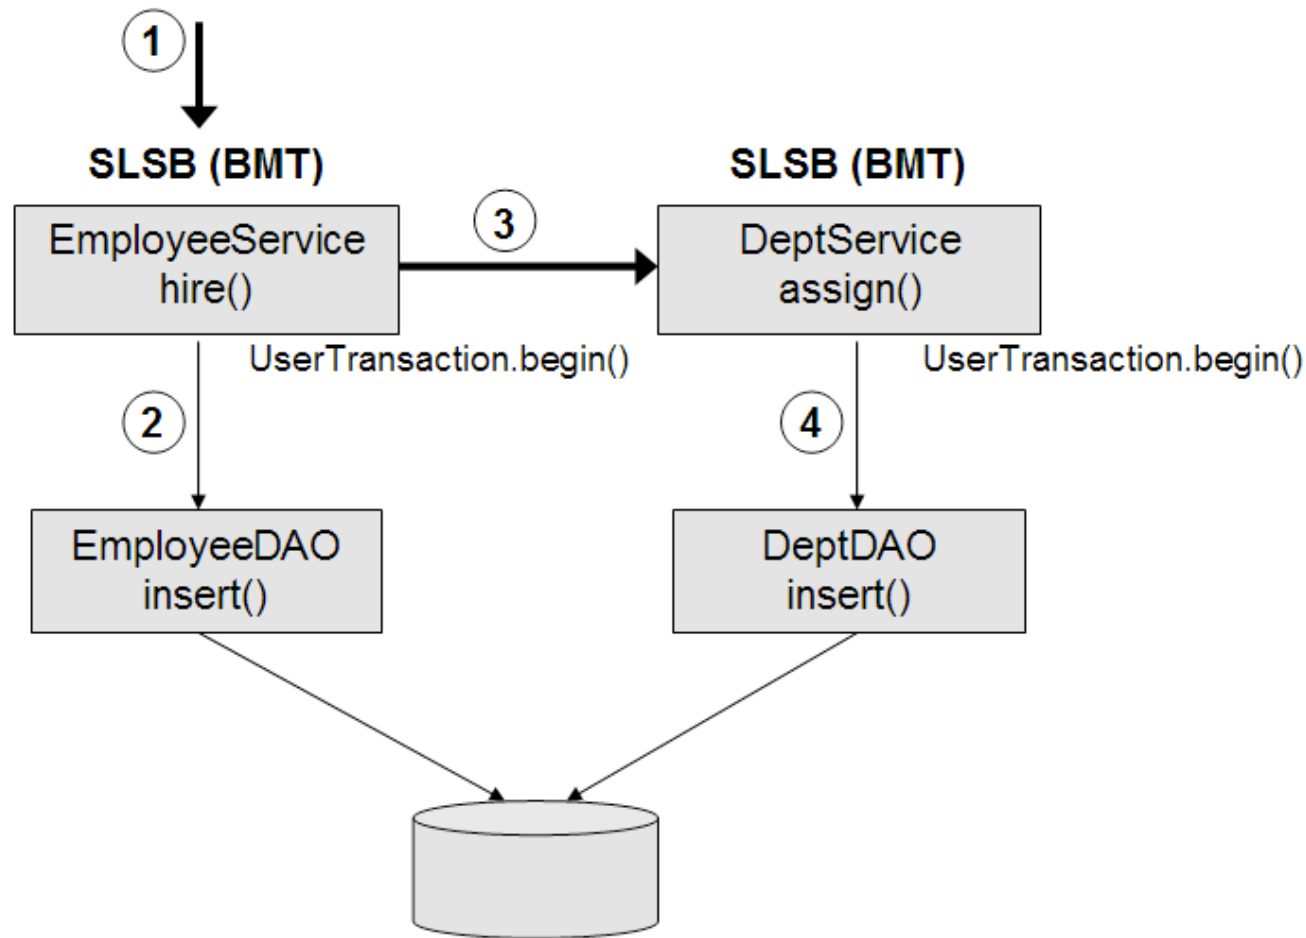 1
SLSB (BMT)
SLSB (BMT)
EmployeeService
hire()
3
DeptService
assign()
UserTransaction.begin()
UserTransaction.begin()
2
4
EmployeeDAO
insert()
DeptDAO
insert()